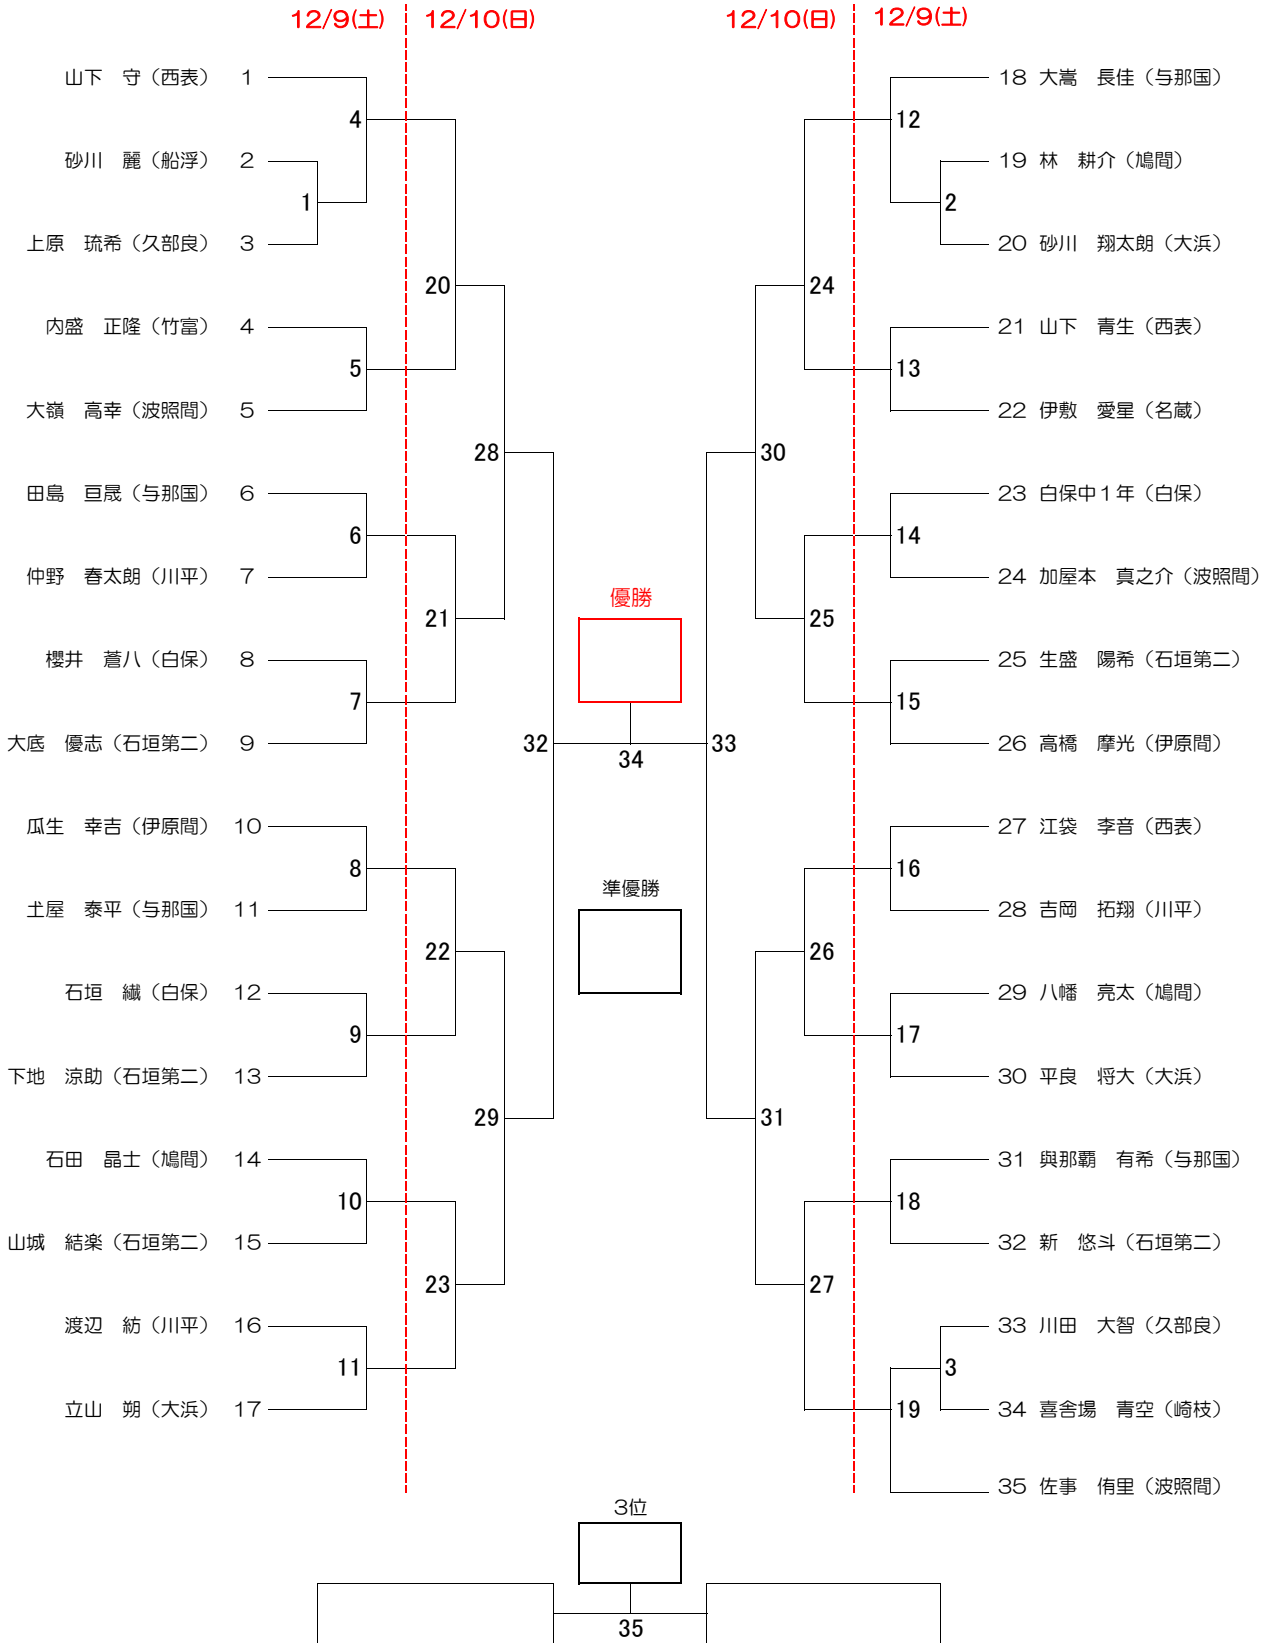 12/9(土) 12/10(日) 12/10(日) 12/9(土)
山下　守（西表） 1
砂川　麗（船浮） 2
上原　琉希（久部良） 3
内盛　正隆（竹富） 4
大嶺　高幸（波照間） 5
田島　亘晟（与那国） 6
仲野　春太朗（川平） 7
櫻井　蒼八（白保） 8
大底　優志（石垣第二） 9
瓜生　幸吉（伊原間） 10
土屋　泰平（与那国） 11
石垣　繊（白保） 12
下地　涼助（石垣第二） 13
石田　晶士（鳩間） 14
山城　結楽（石垣第二） 15
渡辺　紡（川平） 16
立山　朔（大浜） 17
4
1
5
6
7
8
9
10
11
20
21
22
23
28
29
32
優勝
34
準優勝
33
30
31
24
25
26
27
12
2
13
14
15
16
17
18
3
19
18 大嵩　長佳（与那国）
19 林　耕介（鳩間）
20 砂川　翔太朗（大浜）
21 山下　青生（西表）
22 伊敷　愛星（名蔵）
23 白保中１年（白保）
24 加屋本　真之介（波照間）
25 生盛　陽希（石垣第二）
26 高橋　摩光（伊原間）
27 江袋　李音（西表）
28 吉岡　拓翔（川平）
29 八幡　亮太（鳩間）
30 平良　将大（大浜）
31 與那覇　有希（与那国）
32 新　悠斗（石垣第二）
33 川田　大智（久部良）
34 喜舎場　青空（崎枝）
35 佐事　侑里（波照間）
3位
35